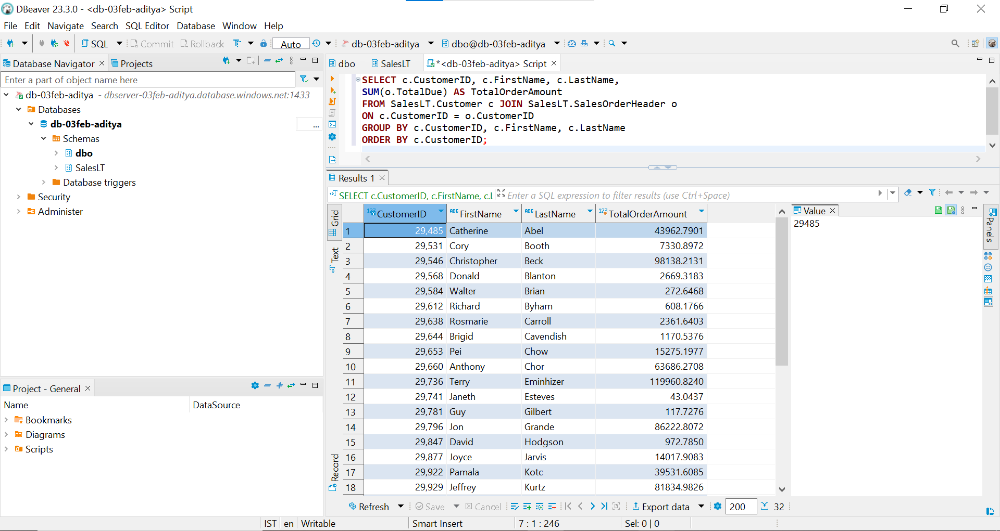 DBeaver 23.3.0 - <db-03feb-aditya> Script
File Edit Navigate Search SQL Editor Database Window Help
SQL Commit Rollback Auto db-03feb-aditya dbo@db-03feb-aditya
Database Navigator Projects
Enter a part of object name here
db-03feb-aditya - dbserver-03feb-aditya.database.windows.net:1433
Databases
db-03feb-aditya ...
Schemas
dbo
SalesLT
Database triggers
Security
Administer
Project - General
Name DataSource
Bookmarks
Diagrams
Scripts
dbo SalesLT *<db-03feb-aditya> Script
SELECT c.CustomerID, c.FirstName, c.LastName,
SUM(o.TotalDue) AS TotalOrderAmount
FROM SalesLT.Customer c JOIN SalesLT.SalesOrderHeader o
ON c.CustomerID = o.CustomerID
GROUP BY c.CustomerID, c.FirstName, c.LastName
ORDER BY c.CustomerID;
Results 1
SELECT c.CustomerID, c.FirstName, c.L Enter a SQL expression to filter results (use Ctrl+Space)
Grid
Text
Record
123 CustomerID ABC FirstName ABC LastName 123 TotalOrderAmount
1 29,485 Catherine Abel 43962.7901
2 29,531 Cory Booth 7330.8972
3 29,546 Christopher Beck 98138.2131
4 29,568 Donald Blanton 2669.3183
5 29,584 Walter Brian 272.6468
6 29,612 Richard Byham 608.1766
7 29,638 Rosmarie Carroll 2361.6403
8 29,644 Brigid Cavendish 1170.5376
9 29,653 Pei Chow 15275.1977
10 29,660 Anthony Chor 63686.2708
11 29,736 Terry Eminhizer 119960.8240
12 29,741 Janeth Esteves 43.0437
13 29,781 Guy Gilbert 117.7276
14 29,796 Jon Grande 86222.8072
15 29,847 David Hodgson 972.7850
16 29,877 Joyce Jarvis 14017.9083
17 29,922 Pamala Kotc 39531.6085
18 29,929 Jeffrey Kurtz 81834.9826
Value
29485
Panels
Refresh Save Cancel Export data 200 32
IST en Writable Smart Insert 7 : 1 : 246 Sel: 0 | 0